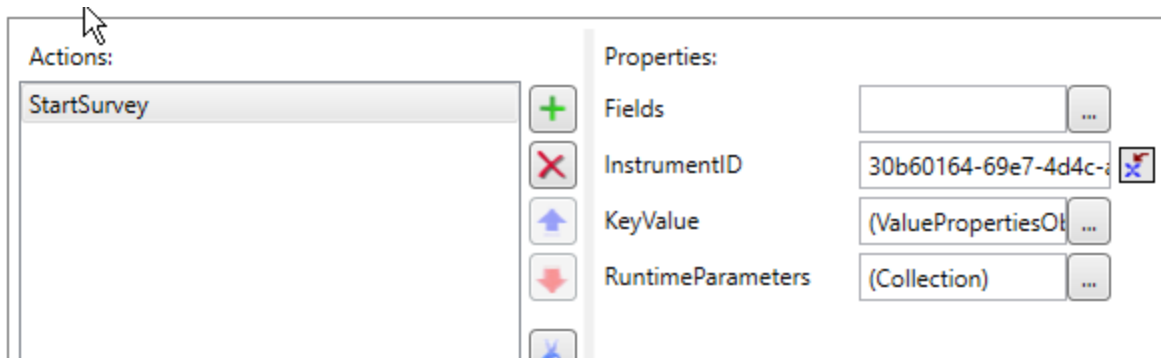 Actions:
StartSurvey
Properties:
Fields
...
InstrumentID
30b60164-69e7-4d4c-
KeyValue
(ValuePropertiesOb
...
RuntimeParameters
(Collection)
...